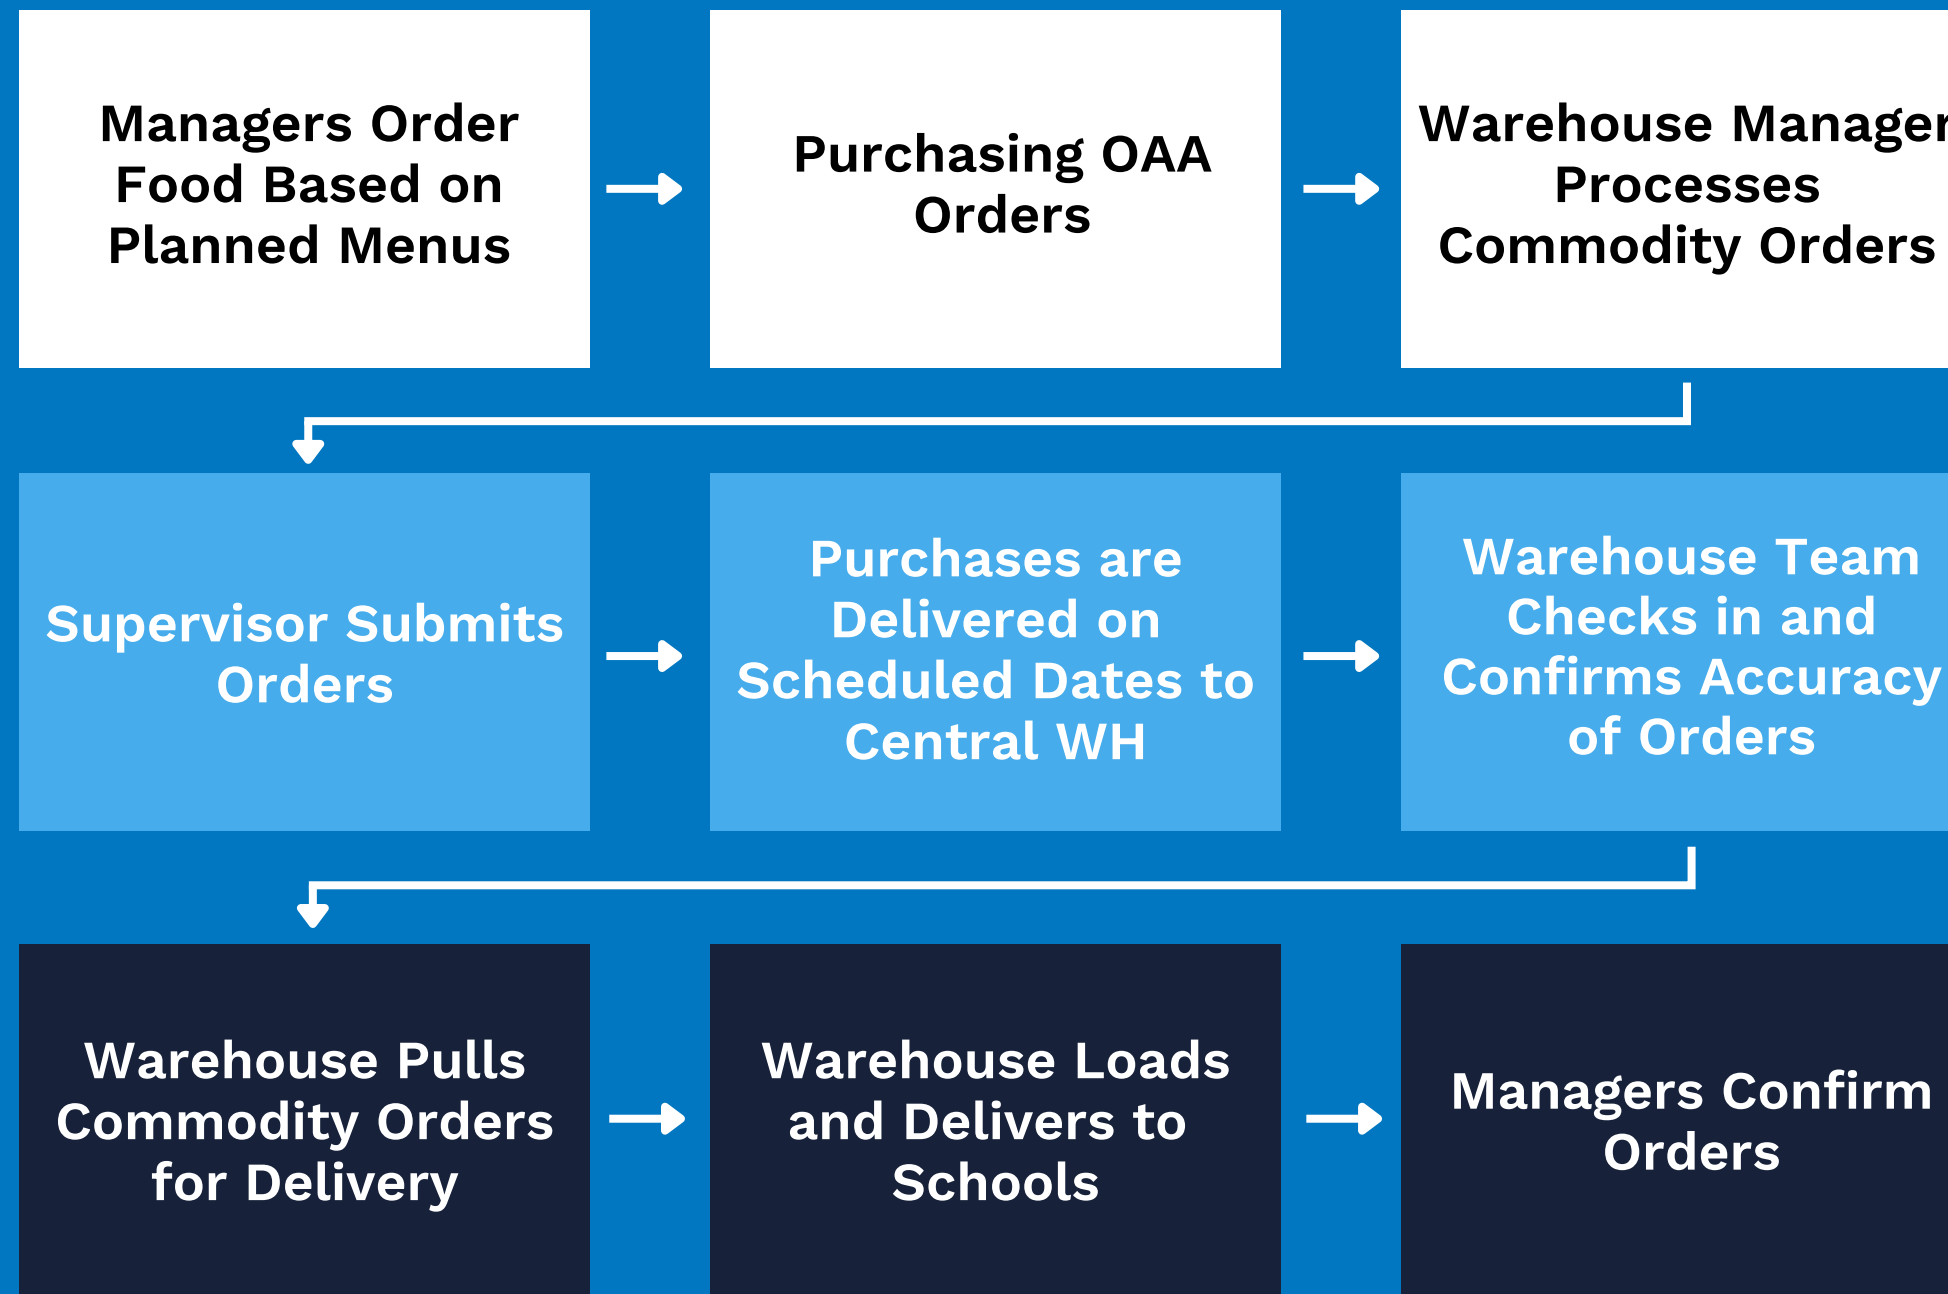 Managers Order
Food Based on
Planned Menus
Purchasing OAA
Orders
Warehouse Manager
Processes
Commodity Orders
Supervisor Submits
Orders
Purchases are
Delivered on
Scheduled Dates to
Central WH
Warehouse Team
Checks in and
Confirms Accuracy
of Orders
Warehouse Pulls
Commodity Orders
for Delivery
Warehouse Loads
and Delivers to
Schools
Managers Confirm
Orders